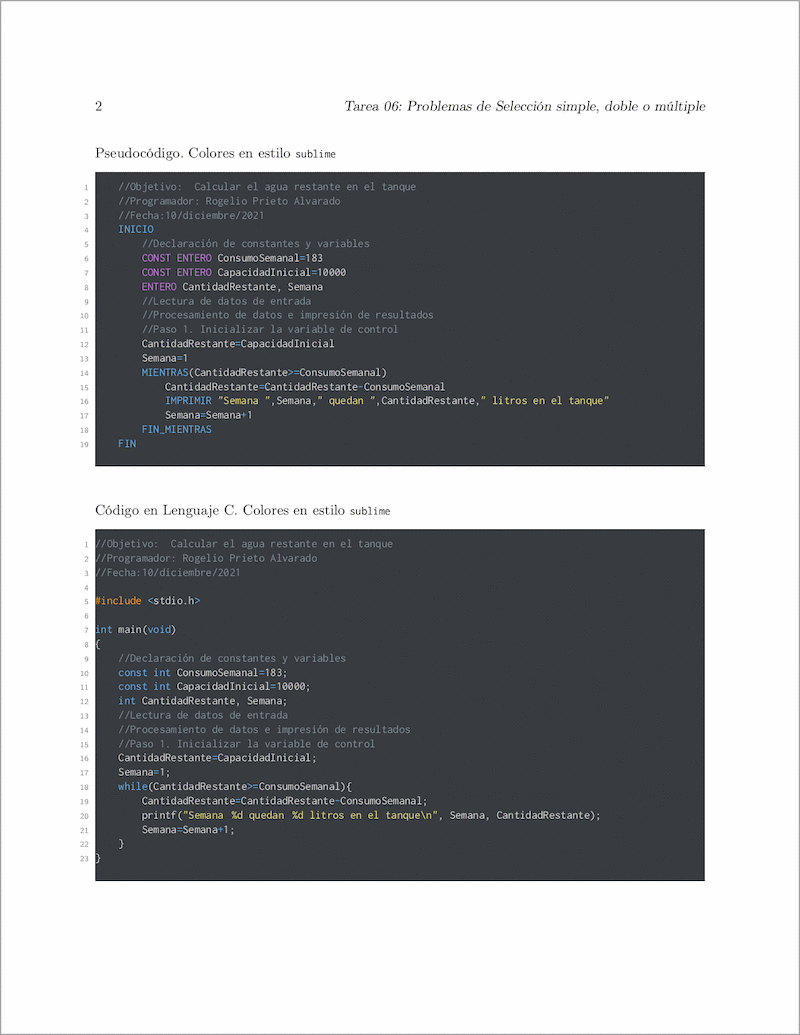 2 Tarea 06: Problemas de Selección simple, doble o múltiple
Pseudocódigo. Colores en estilo sublime
1 //Objetivo:  Calcular el agua restante en el tanque
2 //Programador: Rogelio Prieto Alvarado
3 //Fecha:10/diciembre/2021
4 INICIO
5     //Declaración de constantes y variables
6     CONST ENTERO ConsumoSemanal=183
7     CONST ENTERO CapacidadInicial=10000
8     ENTERO CantidadRestante, Semana
9     //Lectura de datos de entrada
10     //Procesamiento de datos e impresión de resultados
11     //Paso 1. Inicializar la variable de control
12     CantidadRestante=CapacidadInicial
13     Semana=1
14     MIENTRAS(CantidadRestante>=ConsumoSemanal)
15         CantidadRestante=CantidadRestante-ConsumoSemanal
16         IMPRIMIR "Semana ",Semana," quedan ",CantidadRestante," litros en el tanque"
17         Semana=Semana+1
18     FIN_MIENTRAS
19 FIN
Código en Lenguaje C. Colores en estilo sublime
1 //Objetivo:  Calcular el agua restante en el tanque
2 //Programador: Rogelio Prieto Alvarado
3 //Fecha:10/diciembre/2021
4
5 #include <stdio.h>
6
7 int main(void)
8 {
9     //Declaración de constantes y variables
10     const int ConsumoSemanal=183;
11     const int CapacidadInicial=10000;
12     int CantidadRestante, Semana;
13     //Lectura de datos de entrada
14     //Procesamiento de datos e impresión de resultados
15     //Paso 1. Inicializar la variable de control
16     CantidadRestante=CapacidadInicial;
17     Semana=1;
18     while(CantidadRestante>=ConsumoSemanal){
19         CantidadRestante=CantidadRestante-ConsumoSemanal;
20         printf("Semana %d quedan %d litros en el tanque\n", Semana, CantidadRestante);
21         Semana=Semana+1;
22     }
23 }